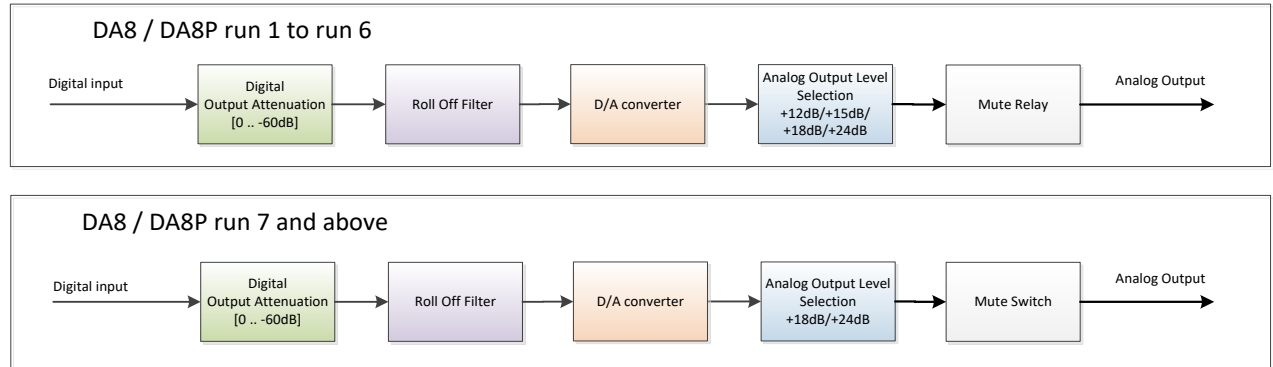 DA8 / DA8P run 1 to run 6
Digital input
Digital
Output Attenuation
[0 .. -60dB]
Roll Off Filter
D/A converter
Analog Output Level
Selection
+12dB/+15dB/
+18dB/+24dB
Mute Relay
Analog Output
DA8 / DA8P run 7 and above
Digital input
Digital
Output Attenuation
[0 .. -60dB]
Roll Off Filter
D/A converter
Analog Output Level
Selection
+18dB/+24dB
Mute Switch
Analog Output